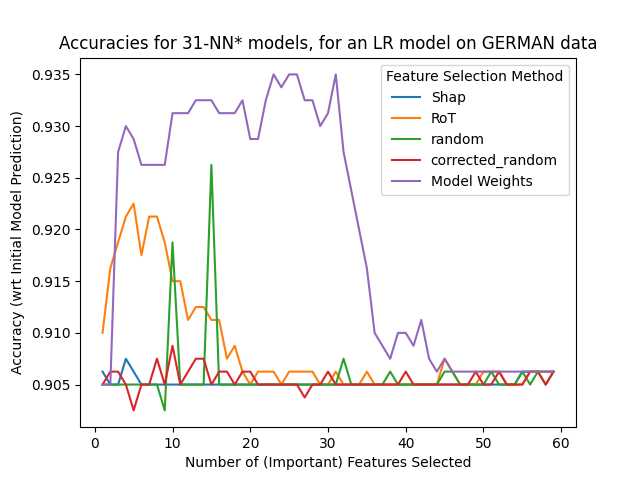 Accuracies for 31-NN* models, for an LR model on GERMAN data
Accuracy (wrt Initial Model Prediction)
0.935
0.930
0.925
0.920
0.915
0.910
0.905
Feature Selection Method
Shap
RoT
random
corrected_random
Model Weights
0 10 20 30 40 50 60
Number of (Important) Features Selected